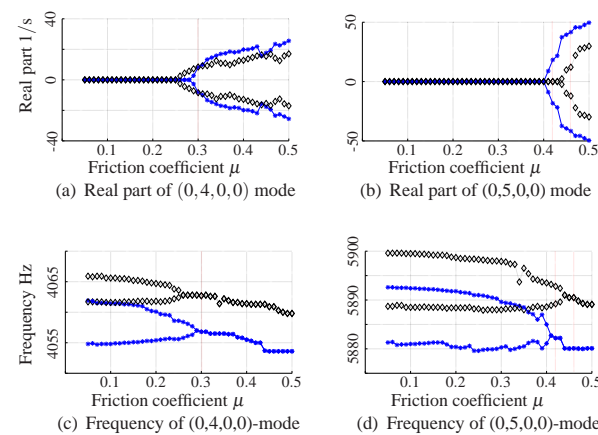 40
0
-40
Real part 1/s
0.1 0.2 0.3 0.4 0.5
Friction coefficient μ
(a) Real part of (0,4,0,0) mode
50
0
-50
0.1 0.2 0.3 0.4 0.5
Friction coefficient μ
(b) Real part of (0,5,0,0) mode
4065
4055
Frequency Hz
0.1 0.2 0.3 0.4 0.5
Friction coefficient μ
(c) Frequency of (0,4,0,0)-mode
5900
5890
5880
0.1 0.2 0.3 0.4 0.5
Friction coefficient μ
(d) Frequency of (0,5,0,0)-mode